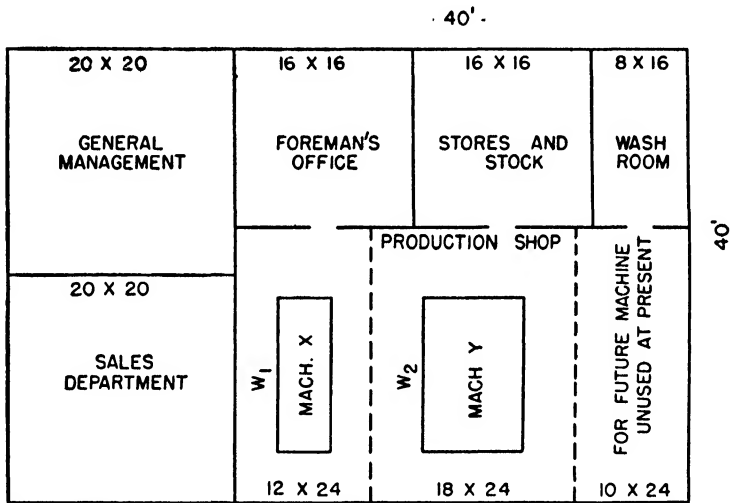 40'
20 X 20
GENERAL
MANAGEMENT
16 X 16
FOREMAN'S
OFFICE
16 X 16
STORES AND
STOCK
8 X 16
WASH
ROOM
40'
PRODUCTION SHOP
20 X 20
SALES
DEPARTMENT
W1
MACH. X
12 X 24
W2
MACH Y
18 X 24
FOR FUTURE MACHINE
UNUSED AT PRESENT
10 X 24